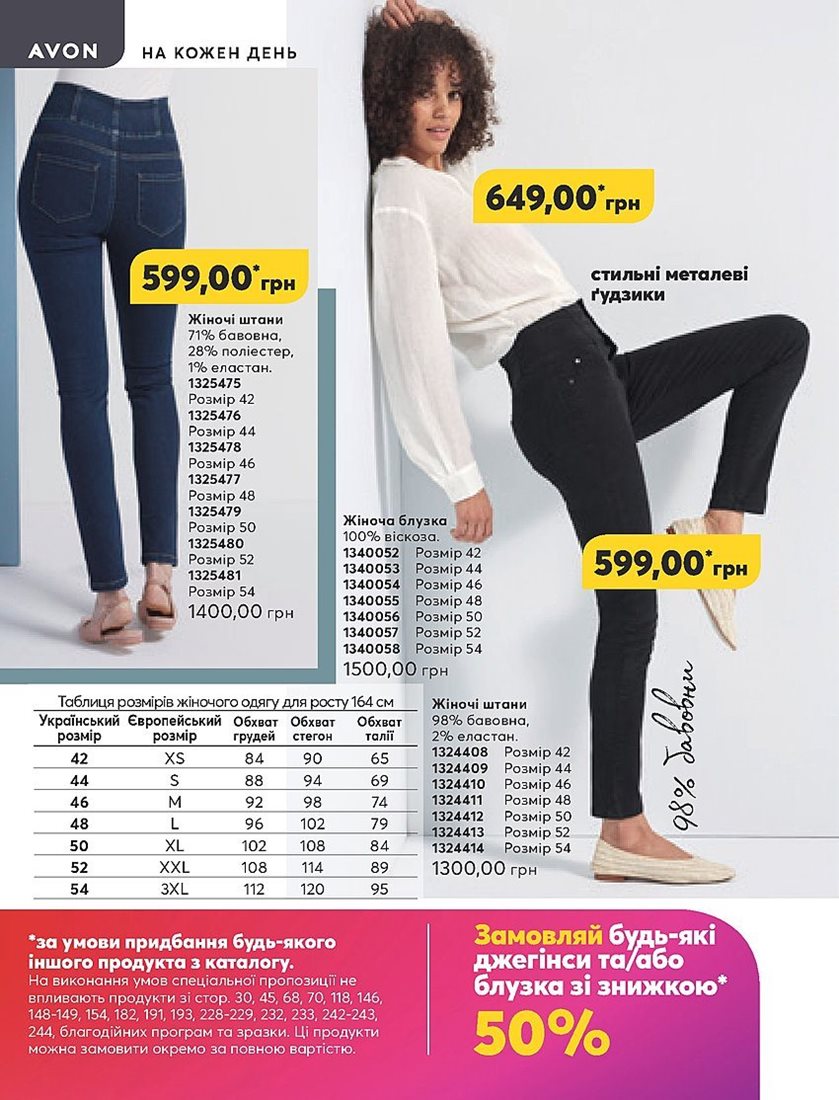 AVON
НА КОЖЕН ДЕНЬ
649,00* грн
стильні металеві
ґудзики
599,00* грн
Жіночі штани
71% бавовна,
28% поліестер,
1% еластан.
1325475
Розмір 42
1325476
Розмір 44
1325478
Розмір 46
1325477
Розмір 48
1325479
Розмір 50
1325480
Розмір 52
1325481
Розмір 54
1400,00 грн
Жіноча блузка
100% віскоза.
1340052 Розмір 42
1340053 Розмір 44
1340054 Розмір 46
1340055 Розмір 48
1340056 Розмір 50
1340057 Розмір 52
1340058 Розмір 54
1500,00 грн
599,00* грн
98% бавовни
Жіночі штани
98% бавовна,
2% еластан.
1324408 Розмір 42
1324409 Розмір 44
1324410 Розмір 46
1324411 Розмір 48
1324412 Розмір 50
1324413 Розмір 52
1324414 Розмір 54
1300,00 грн
Таблиця розмірів жіночого одягу для росту 164 см
Український Європейський Обхват Обхват Обхват
розмір розмір грудей стегон талії
42 XS 84 90 65
44 S 88 94 69
46 M 92 98 74
48 L 96 102 79
50 XL 102 108 84
52 XXL 108 114 89
54 3XL 112 120 95
*за умови придбання будь-якого
іншого продукта з каталогу.
На виконання умов спеціальної пропозиції не
впливають продукти зі стор. 30, 45, 68, 70, 118, 146,
148-149, 154, 182, 191, 193, 228-229, 232, 233, 242-243,
244, благодійних програм та зразки. Ці продукти
можна замовити окремо за повною вартістю.
Замовляй будь-які
джегінси та/або
блузка зі знижкою*
50%